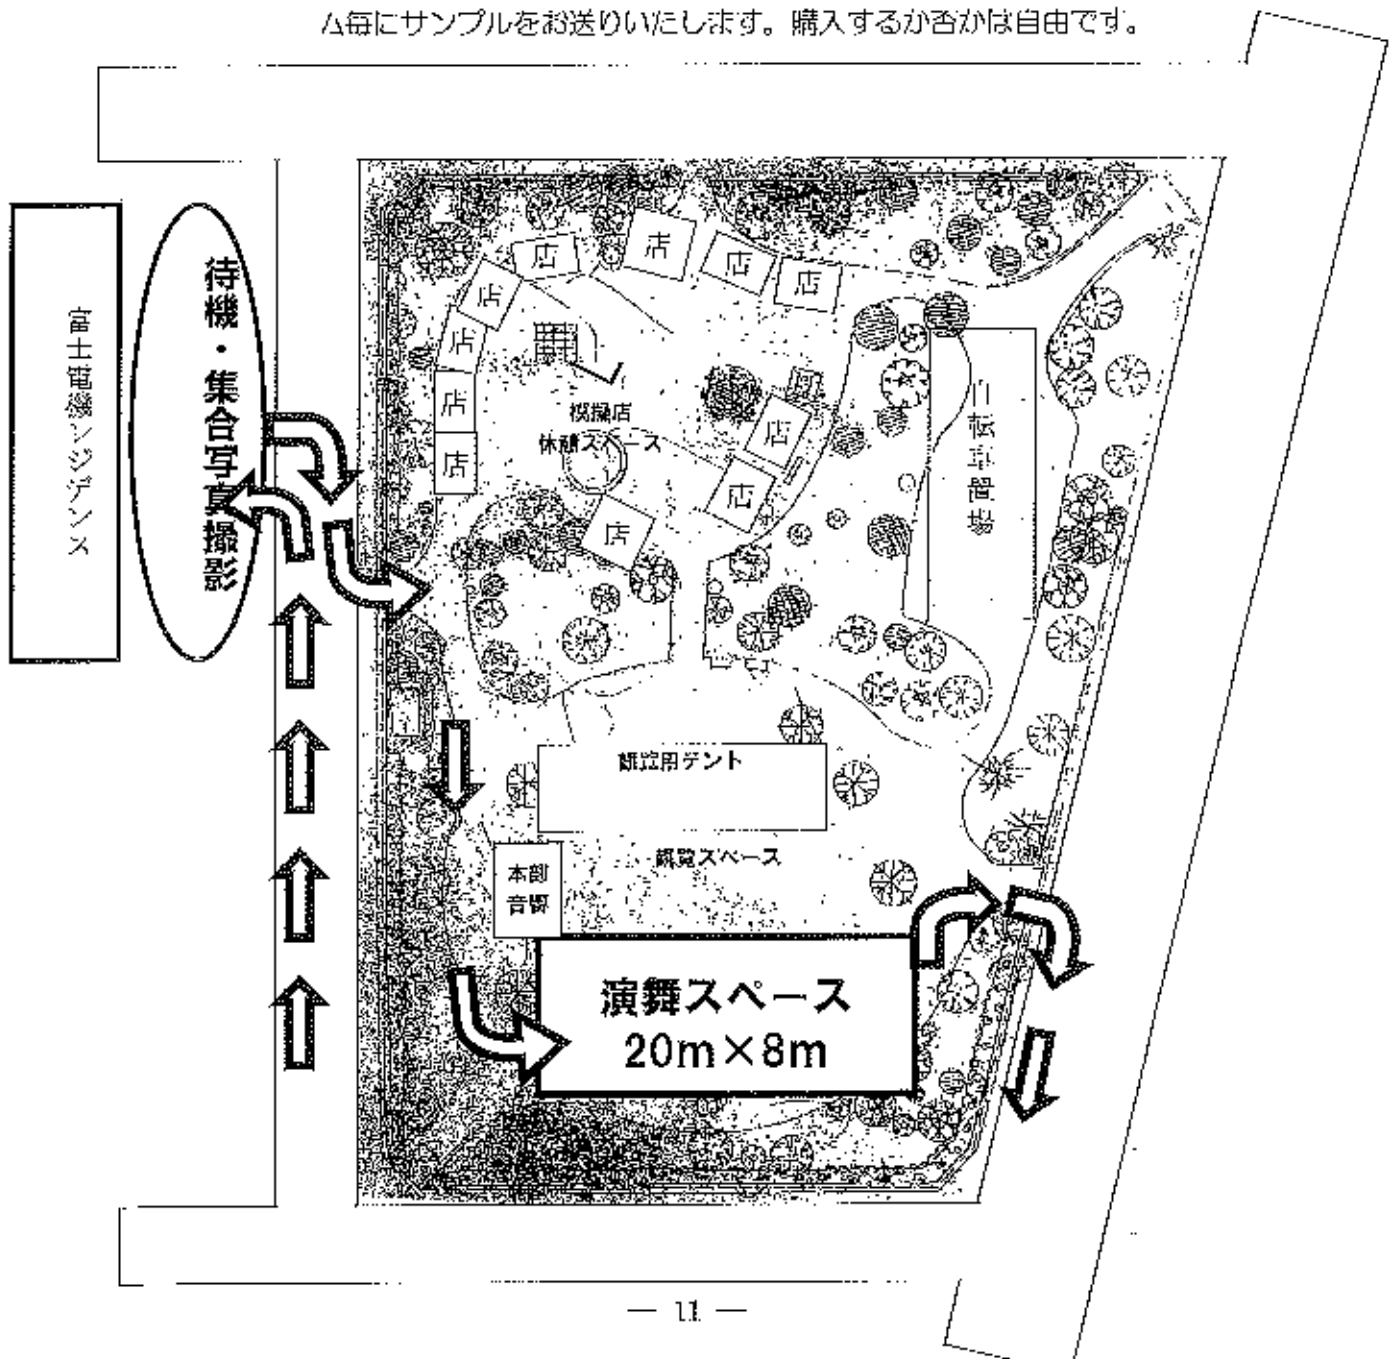 ム毎にサンプルをお送りいたします。購入するか否かは自由です。
富士電機ンジデンス
待機・集合写真撮影
店
店
店
店
店
店
店
店
模擬店
休憩スペース
店
店
店
自転車置場
観覧用テント
観覧スペース
本部
音響
演舞スペース
20m×8m
— 11 —